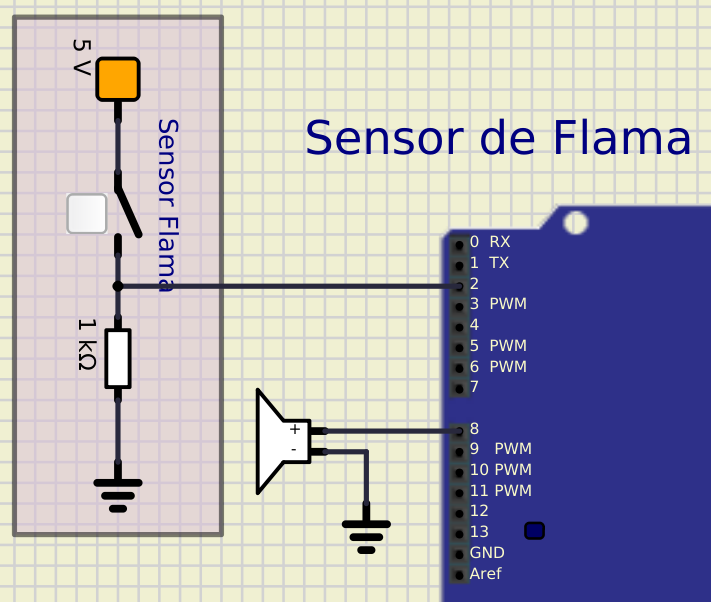 5 V
Sensor Flama
1 kΩ
Sensor de Flama
0 RX
1 TX
2
3 PWM
4
5 PWM
6 PWM
7
+
8
-
9 PWM
10 PWM
11 PWM
12
13
GND
Aref